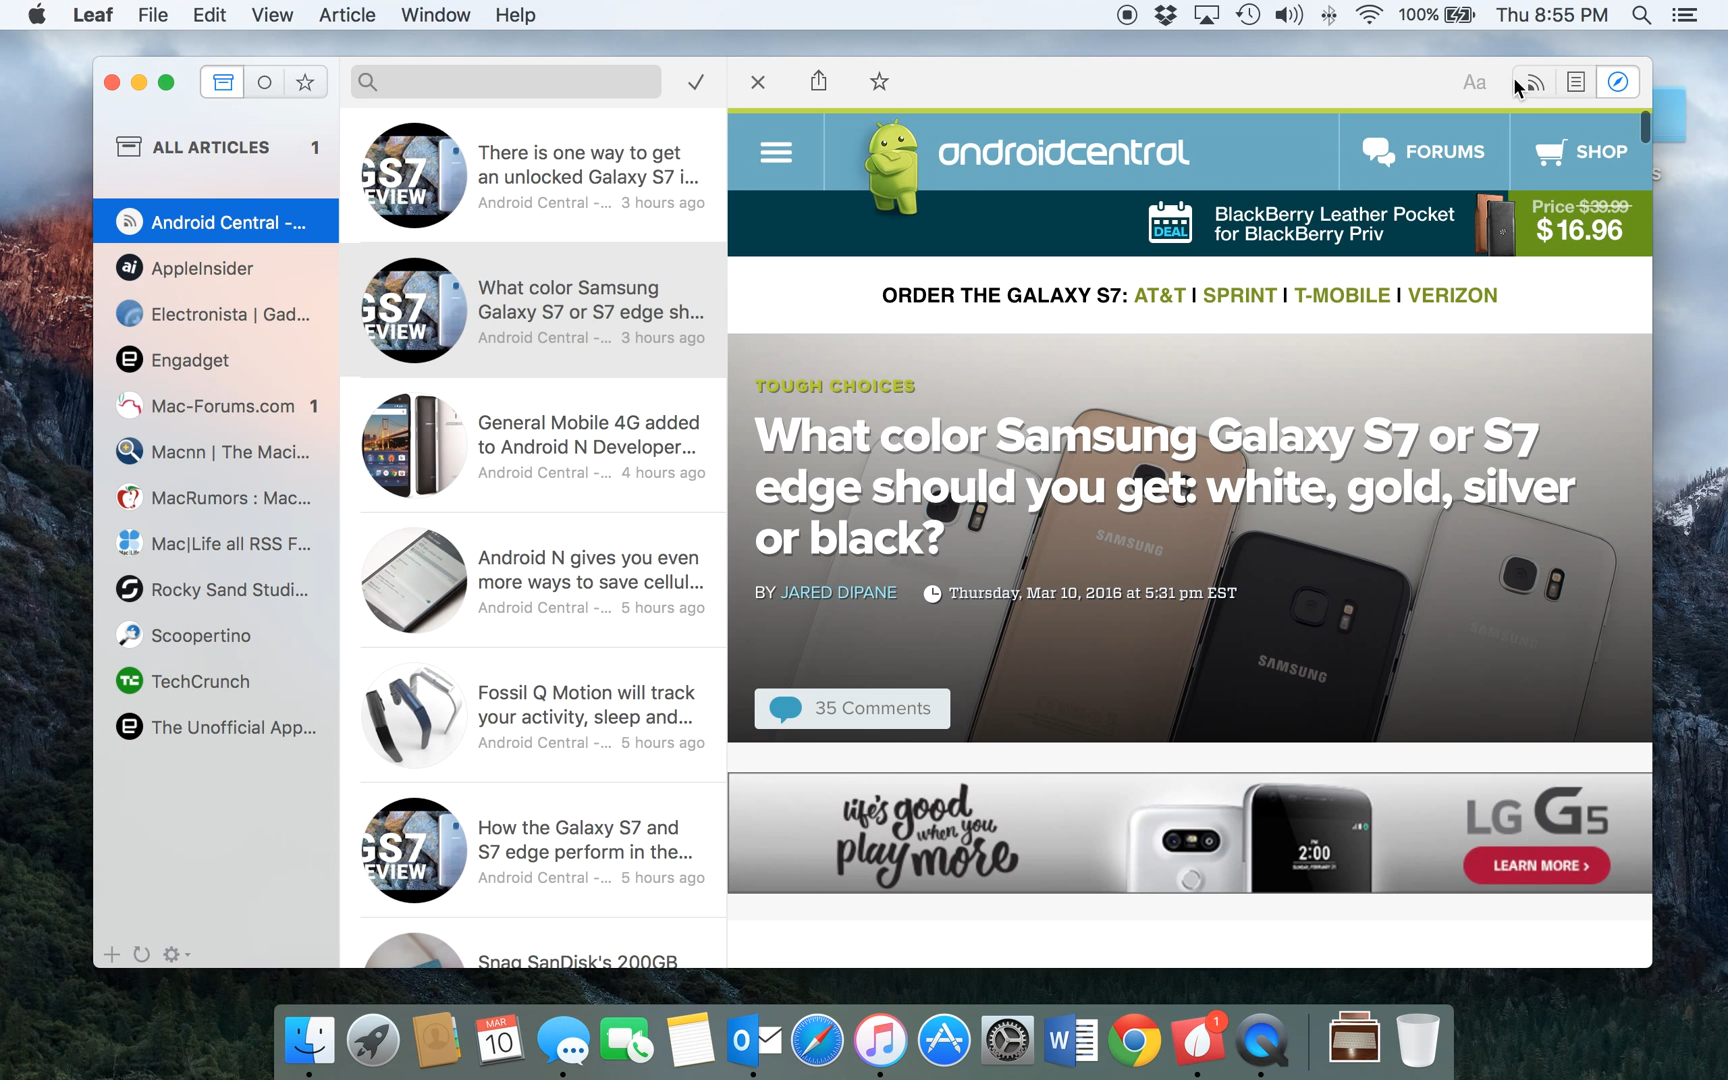 Leaf File Edit View Article Window Help
100% Thu 8:55 PM
ALL ARTICLES 1
Android Central -...
AppleInsider
Electronista | Gad...
Engadget
Mac-Forums.com 1
Macnn | The Maci...
MacRumors : Mac...
Mac|Life all RSS F...
Rocky Sand Studi...
Scoopertino
TechCrunch
The Unofficial App...
GS7
REVIEW
There is one way to get
an unlocked Galaxy S7 i...
Android Central -... 3 hours ago
GS7
REVIEW
What color Samsung
Galaxy S7 or S7 edge sh...
Android Central -... 3 hours ago
General Mobile 4G added
to Android N Developer...
Android Central -... 4 hours ago
Android N gives you even
more ways to save cellul...
Android Central -... 5 hours ago
Fossil Q Motion will track
your activity, sleep and...
Android Central -... 5 hours ago
GS7
REVIEW
How the Galaxy S7 and
S7 edge perform in the...
Android Central -... 5 hours ago
Snag SanDisk's 200GB
Aa
androidcentral
FORUMS
SHOP
DEAL
BlackBerry Leather Pocket
for BlackBerry Priv
Price $39.99
$16.96
ORDER THE GALAXY S7: AT&T | SPRINT | T-MOBILE | VERIZON
TOUGH CHOICES
What color Samsung Galaxy S7 or S7
edge should you get: white, gold, silver
or black?
BY JARED DIPANE Thursday, Mar 10, 2016 at 5:31 pm EST
SAMSUNG
SAMSUNG
SAMSUNG
35 Comments
life's good
when you
play more
2:00
LG G5
LEARN MORE >
MAR
10
1